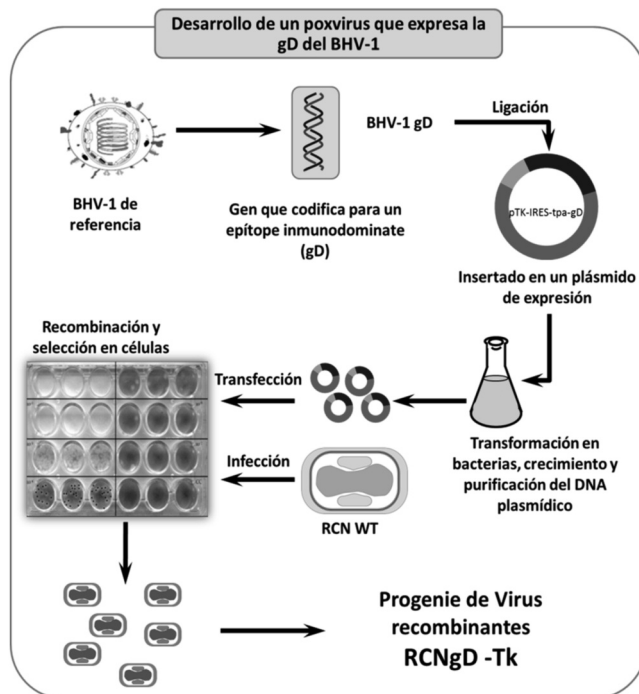 Desarrollo de un poxvirus que expresa la
gD del BHV-1
BHV-1 de
referencia
Gen que codifica para un
epítope inmunodominate
(gD)
BHV-1 gD
Ligación
pTK-IRES-tpa-gD
Insertado en un plásmido
de expresión
Transformación en
bacterias, crecimiento y
purificación del DNA
plasmídico
Recombinación y
selección en células
Transfección
Infección
RCN WT
Progenie de Virus
recombinantes
RCNgD -Tk